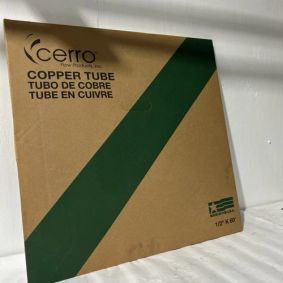 cerro
Flow Products, Inc.
COPPER TUBE
TUBO DE COBRE
TUBE EN CUIVRE
1/2" X 60'